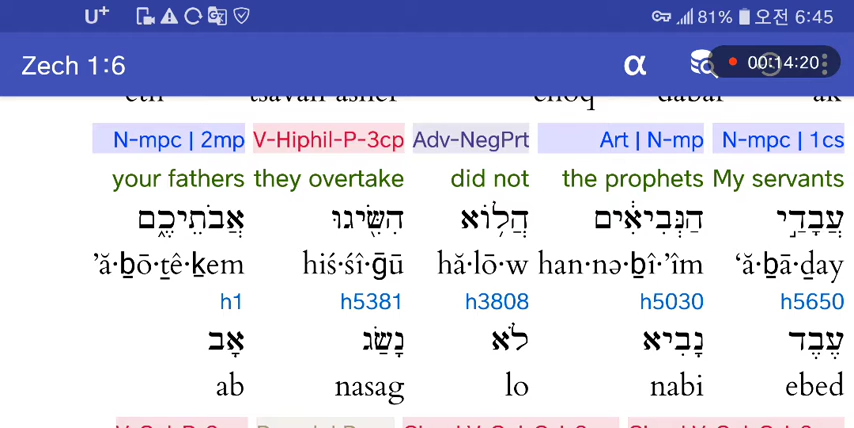 U+ 81% 오전 6:45
Zech 1:6 α 00:14:20
N-mpc | 2mp V-Hiphil-P-3cp Adv-NegPrt Art | N-mp N-mpc | 1cs
your fathers they overtake did not the prophets My servants
עֲבָדַ֣י הַנְּבִיאִ֔ים הֲל֥וֹא הִשִּׂ֖יגוּ אֲבֹתֵיכֶ֑ם
’ă·ḇō·ṯê·ḵem hiś·śî·ḡū hă·lō·w han·nə·ḇî·’îm ‘ă·ḇā·ḏay
h1 h5381 h3808 h5030 h5650
עֶבֶד נָבִיא לֹא נָשַׂג אָב
ab nasag lo nabi ebed